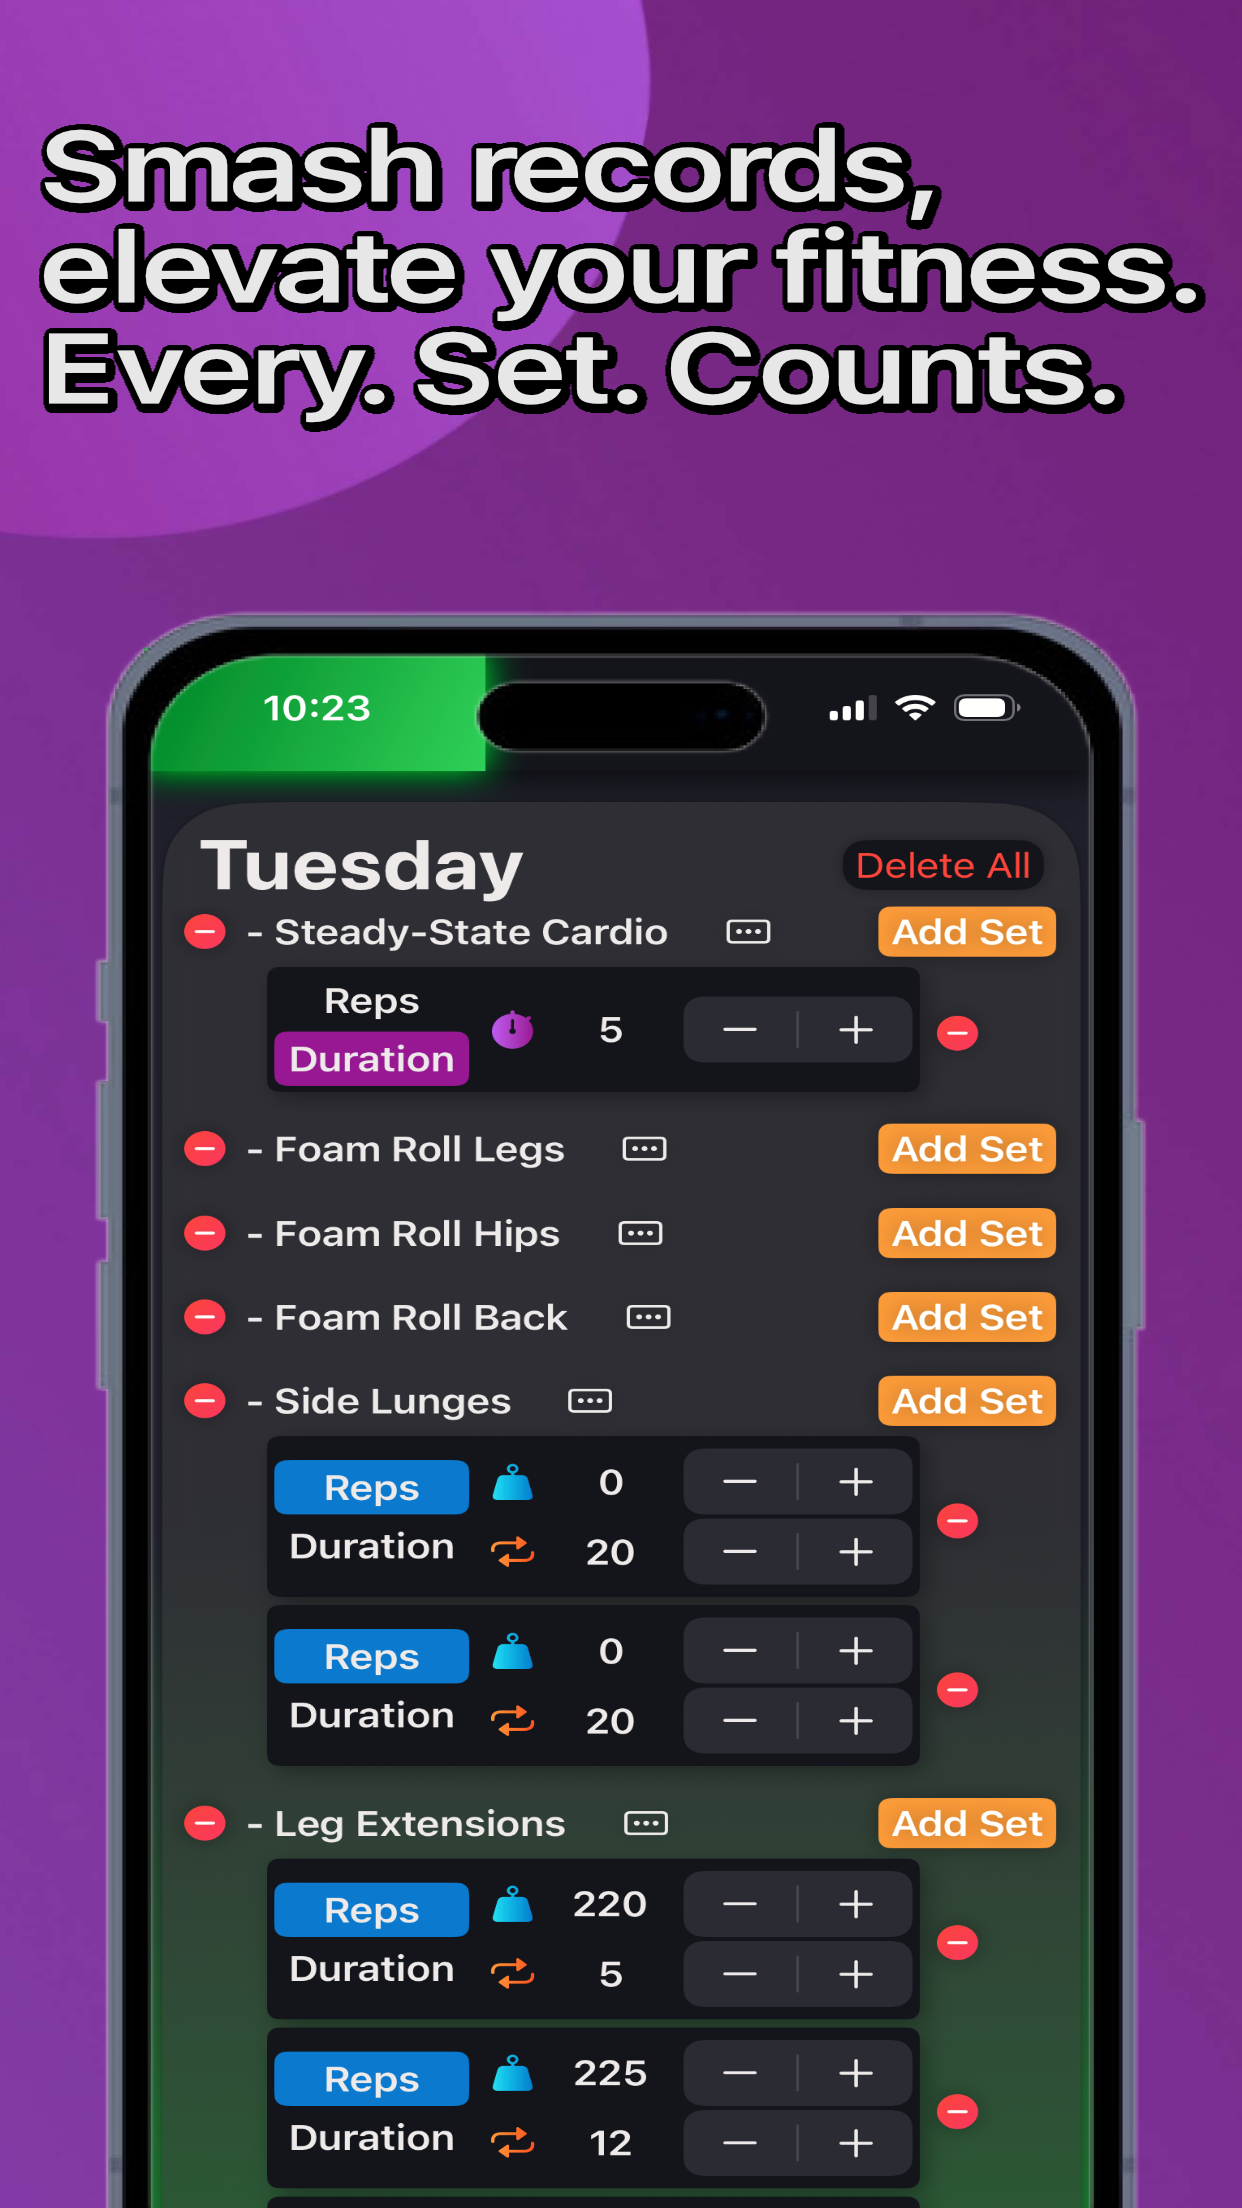 Smash records,
elevate your fitness.
Every. Set. Counts.
10:23
Tuesday
Delete All
- Steady-State Cardio
Add Set
Reps
Duration
5
- Foam Roll Legs
Add Set
- Foam Roll Hips
Add Set
- Foam Roll Back
Add Set
- Side Lunges
Add Set
Reps
0
Duration
20
Reps
0
Duration
20
- Leg Extensions
Add Set
Reps
220
Duration
5
Reps
225
Duration
12